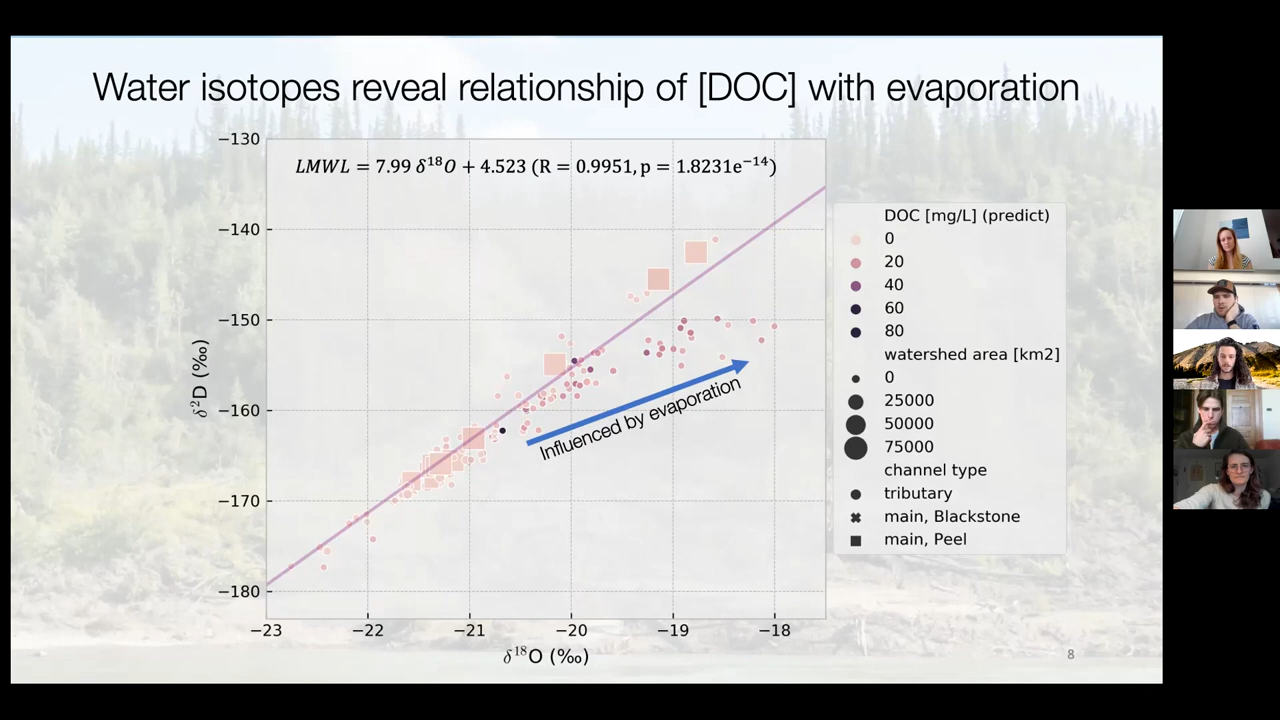 Water isotopes reveal relationship of [DOC] with evaporation
LMWL = 7.99 δ¹⁸O + 4.523 (R = 0.9951, p = 1.8231e⁻¹⁴)
−130
−140
−150
−160
−170
−180
δ²D (‰)
−23
−22
−21
−20
−19
−18
δ¹⁸O (‰)
Influenced by evaporation
DOC [mg/L] (predict)
0
20
40
60
80
watershed area [km2]
0
25000
50000
75000
channel type
tributary
main, Blackstone
main, Peel
8